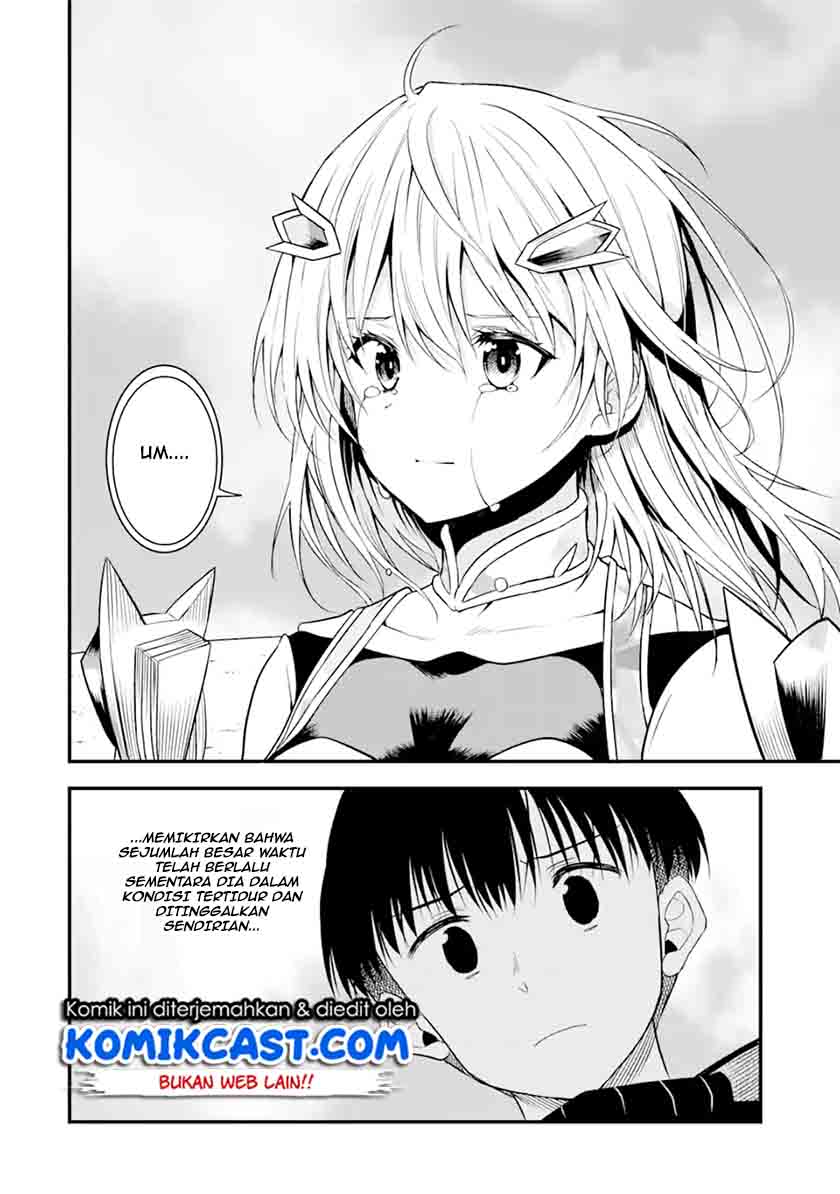 UM....
...MEMIKIRKAN BAHWA
SEJUMLAH BESAR WAKTU
TELAH BERLALU
SEMENTARA DIA DALAM
KONDISI TERTIDUR DAN
DITINGGALKAN
SENDIRIAN...
Komik ini diterjemahkan & diedit oleh
KOMIKCAST.COM
BUKAN WEB LAIN!!